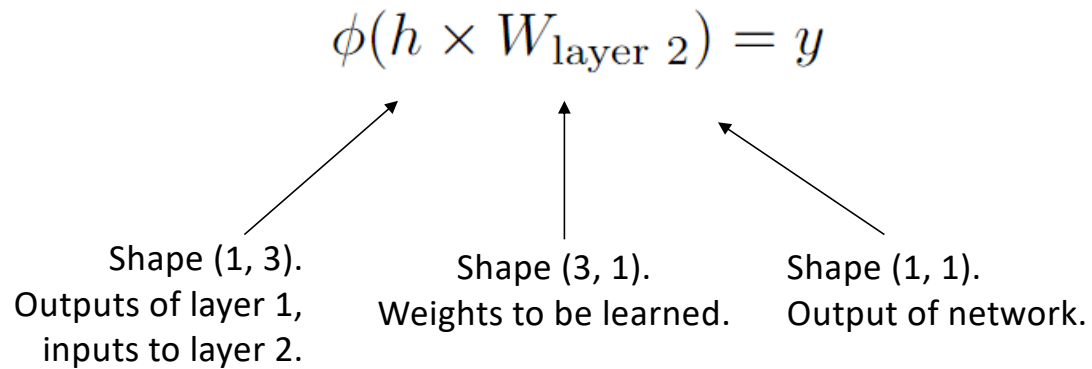 ϕ(h × W_layer 2) = y
Shape (1, 3).
Outputs of layer 1,
inputs to layer 2.
Shape (3, 1).
Weights to be learned.
Shape (1, 1).
Output of network.